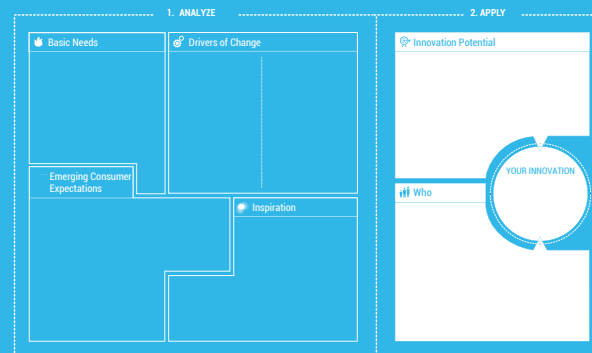 1. ANALYZE
2. APPLY
Basic Needs
Drivers of Change
Innovation Potential
YOUR INNOVATION
Emerging Consumer
Expectations
Who
Inspiration